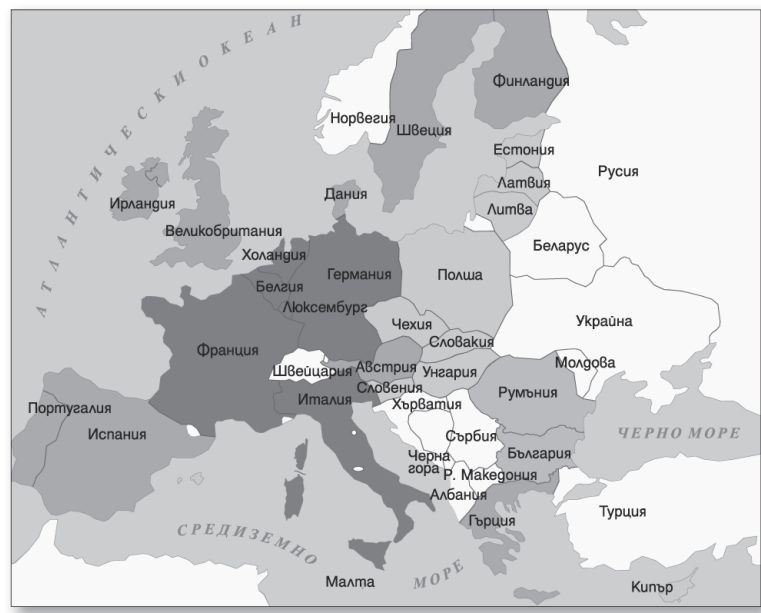 АТЛАНТИЧЕСКИ ОКЕАН
Финландия
Норвегия
Швеция
Естония
Русия
Латвия
Дания
Ирландия
Литва
Великобритания
Беларус
Холандия
Германия
Полша
Белгия
Люксембург
Чехия
Украйна
Словакия
Франция
Молдова
Швейцария
Австрия
Унгария
Словения
Румъния
Италия
Хърватия
Португалия
Испания
Сърбия
ЧЕРНО МОРЕ
Черна
гора
България
Р. Македония
Албания
Турция
Гърция
СРЕДИЗЕМНО
МОРЕ
Малта
Кипър